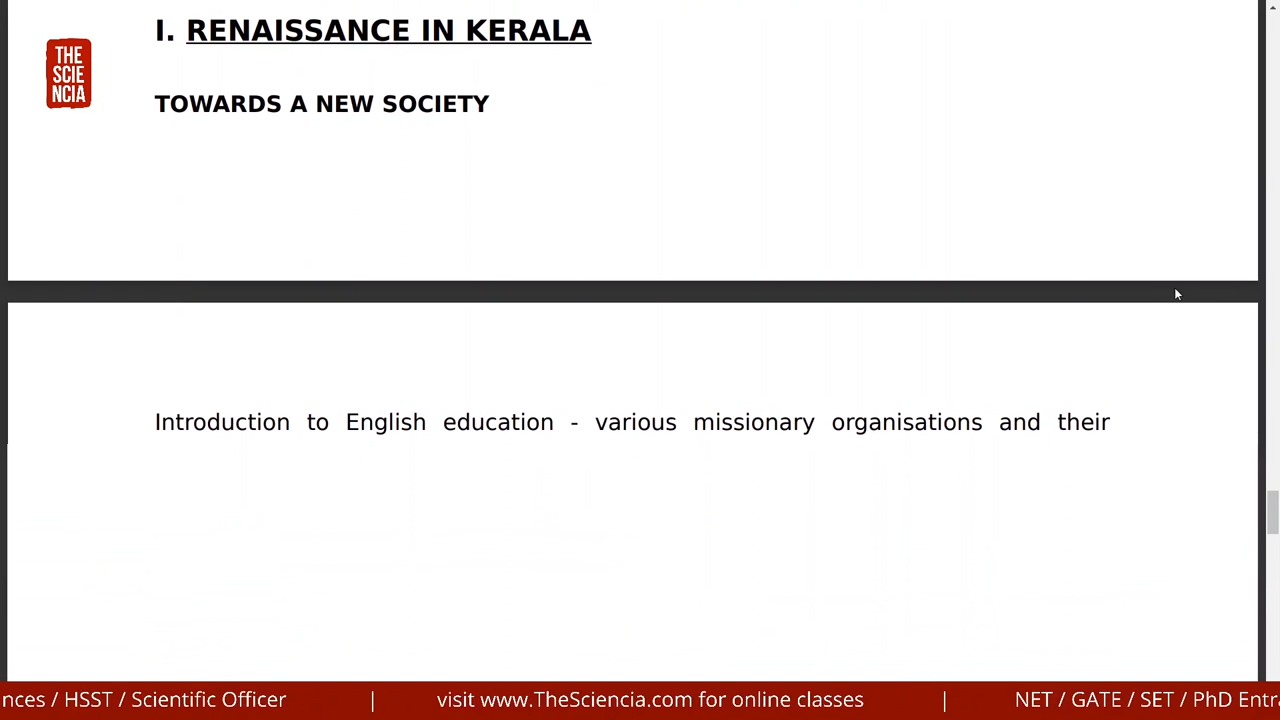 I. RENAISSANCE IN KERALA
THE
SCIE
NCIA
TOWARDS A NEW SOCIETY
Introduction to English education - various missionary organisations and their
nces / HSST / Scientific Officer | visit www.TheSciencia.com for online classes | NET / GATE / SET / PhD Entr